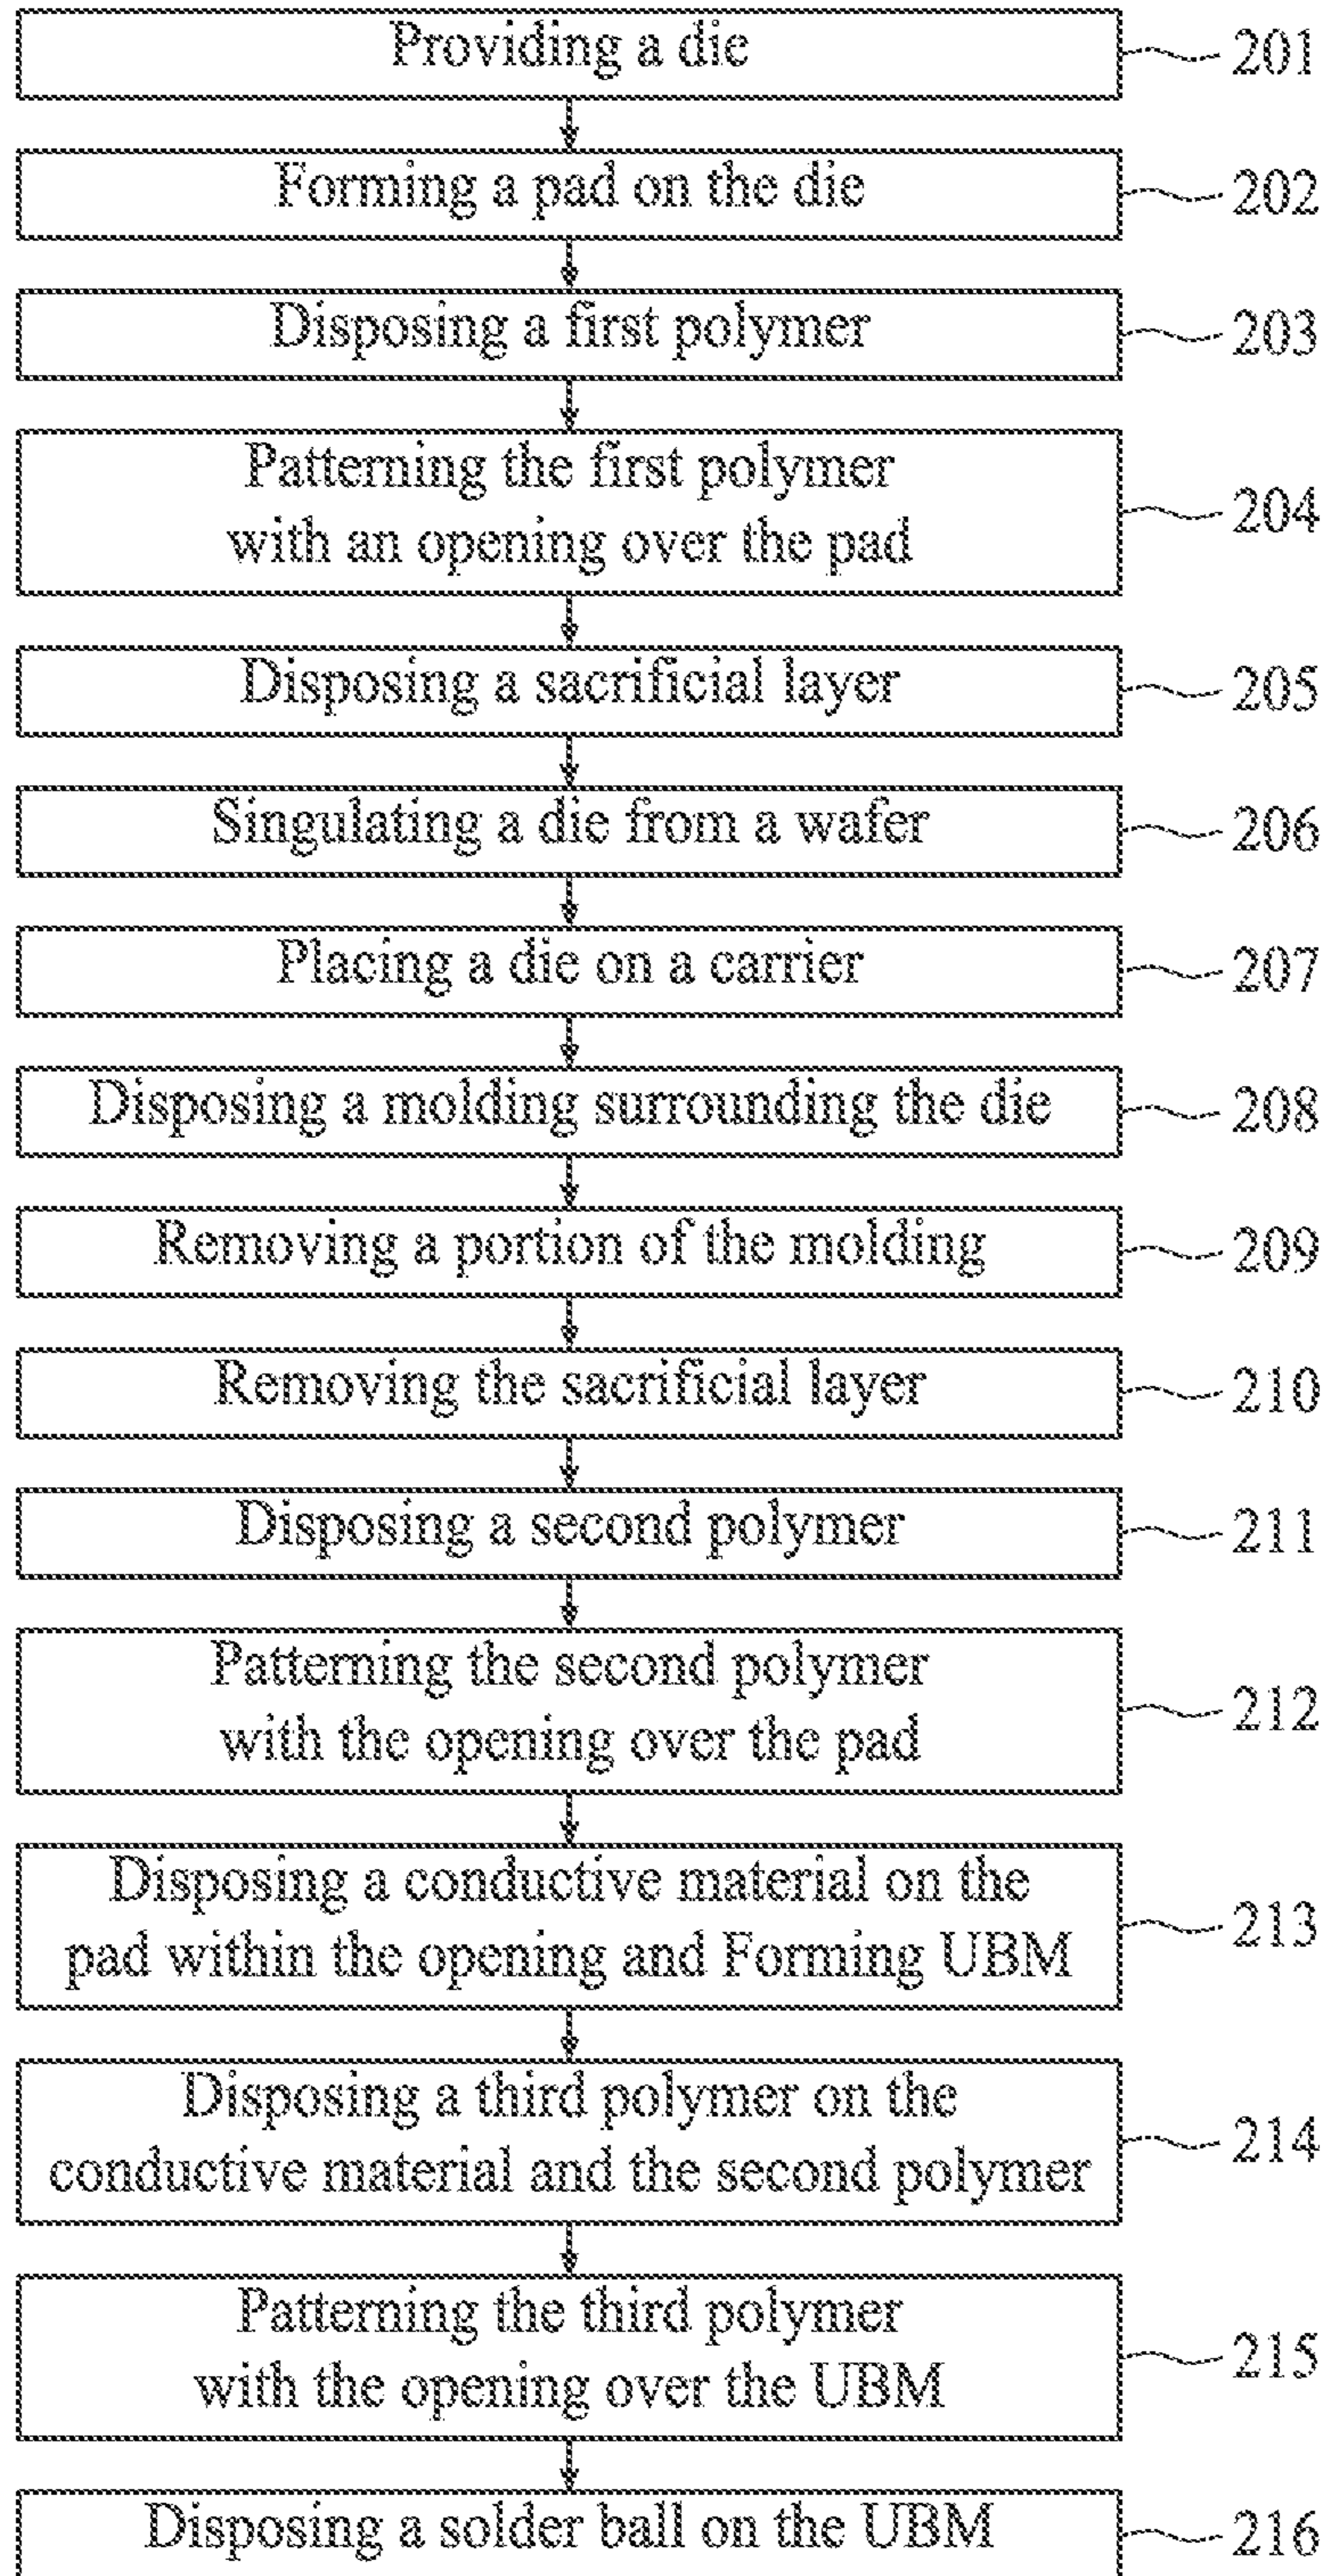 Providing a die
201
Forming a pad on the die
202
Disposing a first polymer
203
Patterning the first polymer
with an opening over the pad
204
Disposing a sacrificial layer
205
Singulating a die from a wafer
206
Placing a die on a carrier
207
Disposing a molding surrounding the die
208
Removing a portion of the molding
209
Removing the sacrificial layer
210
Disposing a second polymer
211
Patterning the second polymer
with the opening over the pad
212
Disposing a conductive material on the
pad within the opening and Forming UBM
213
Disposing a third polymer on the
conductive material and the second polymer
214
Patterning the third polymer
with the opening over the UBM
215
Disposing a solder ball on the UBM
216